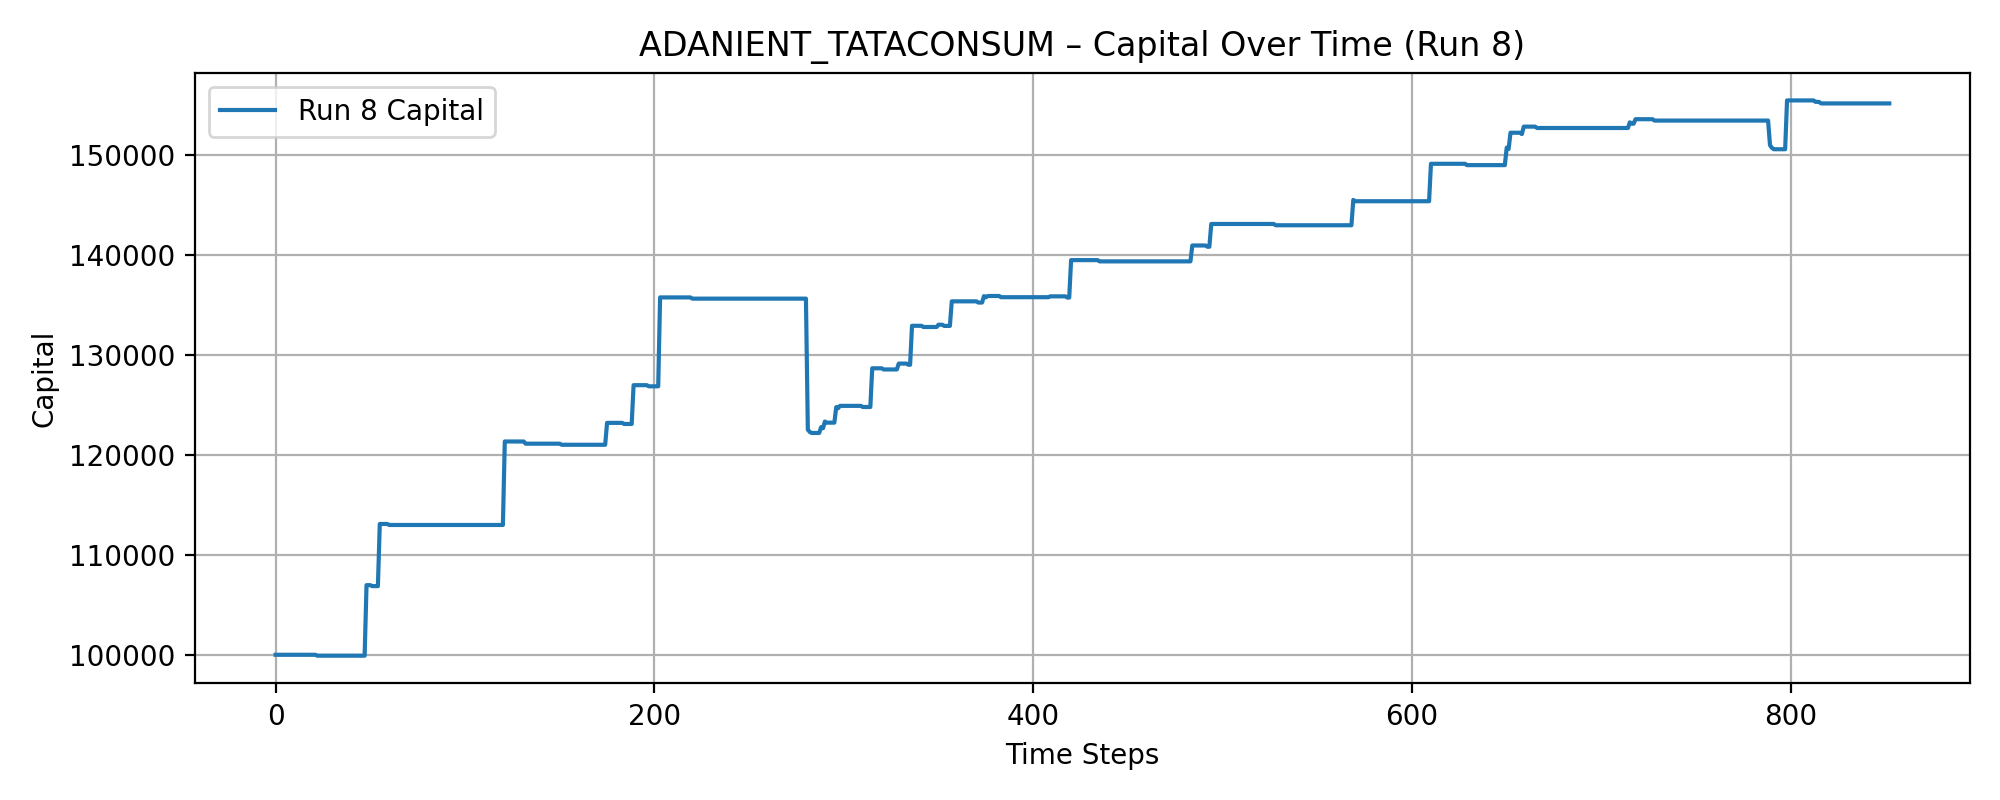 ADANIENT_TATACONSUM – Capital Over Time (Run 8)
Run 8 Capital
150000
140000
130000
120000
110000
100000
Capital
0 200 400 600 800
Time Steps